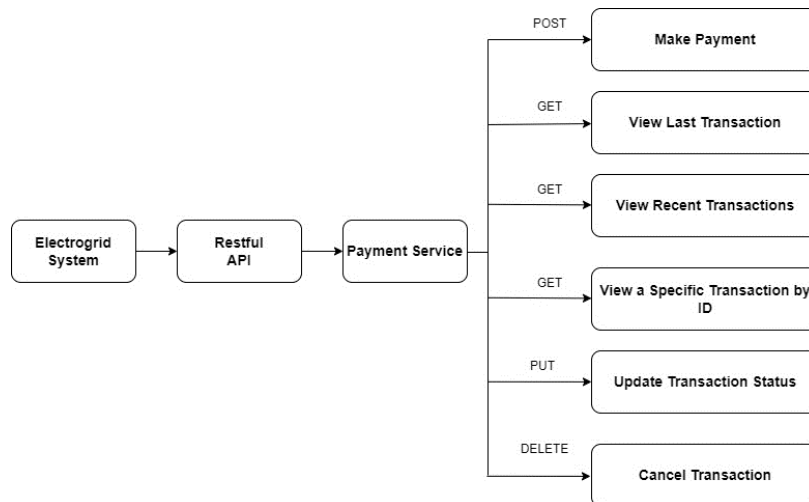 POST
Make Payment
GET
View Last Transaction
GET
View Recent Transactions
Electrogrid
System
Restful
API
Payment Service
GET
View a Specific Transaction by
ID
PUT
Update Transaction Status
DELETE
Cancel Transaction